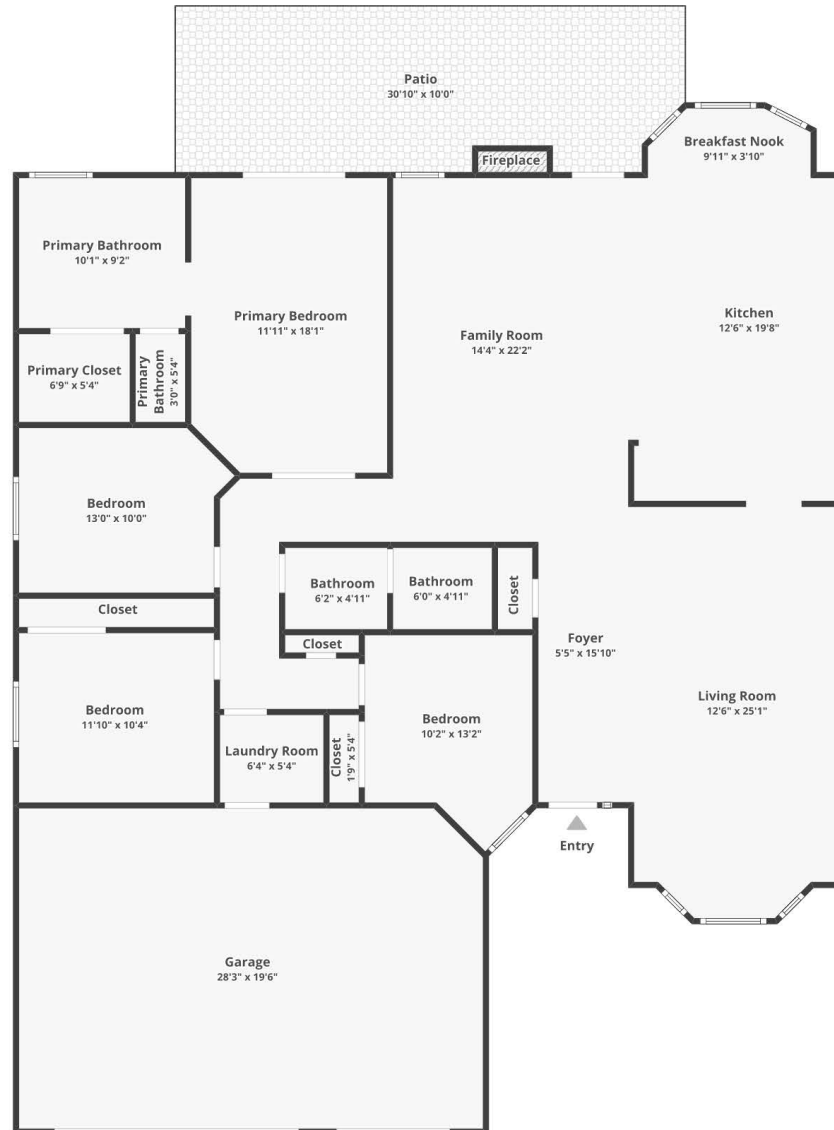 Patio
30'10" x 10'0"
Breakfast Nook
9'11" x 3'10"
Fireplace
Primary Bathroom
10'1" x 9'2"
Primary Bedroom
11'11" x 18'1"
Family Room
14'4" x 22'2"
Kitchen
12'6" x 19'8"
Primary Closet
6'9" x 5'4"
Primary
Bathroom
3'0" x 5'4"
Bedroom
13'0" x 10'0"
Bathroom
6'2" x 4'11"
Bathroom
6'0" x 4'11"
Closet
Closet
Closet
Foyer
5'5" x 15'10"
Bedroom
11'10" x 10'4"
Living Room
12'6" x 25'1"
Bedroom
10'2" x 13'2"
Laundry Room
6'4" x 5'4"
Closet
1'9" x 5'4"
Entry
Garage
28'3" x 19'6"